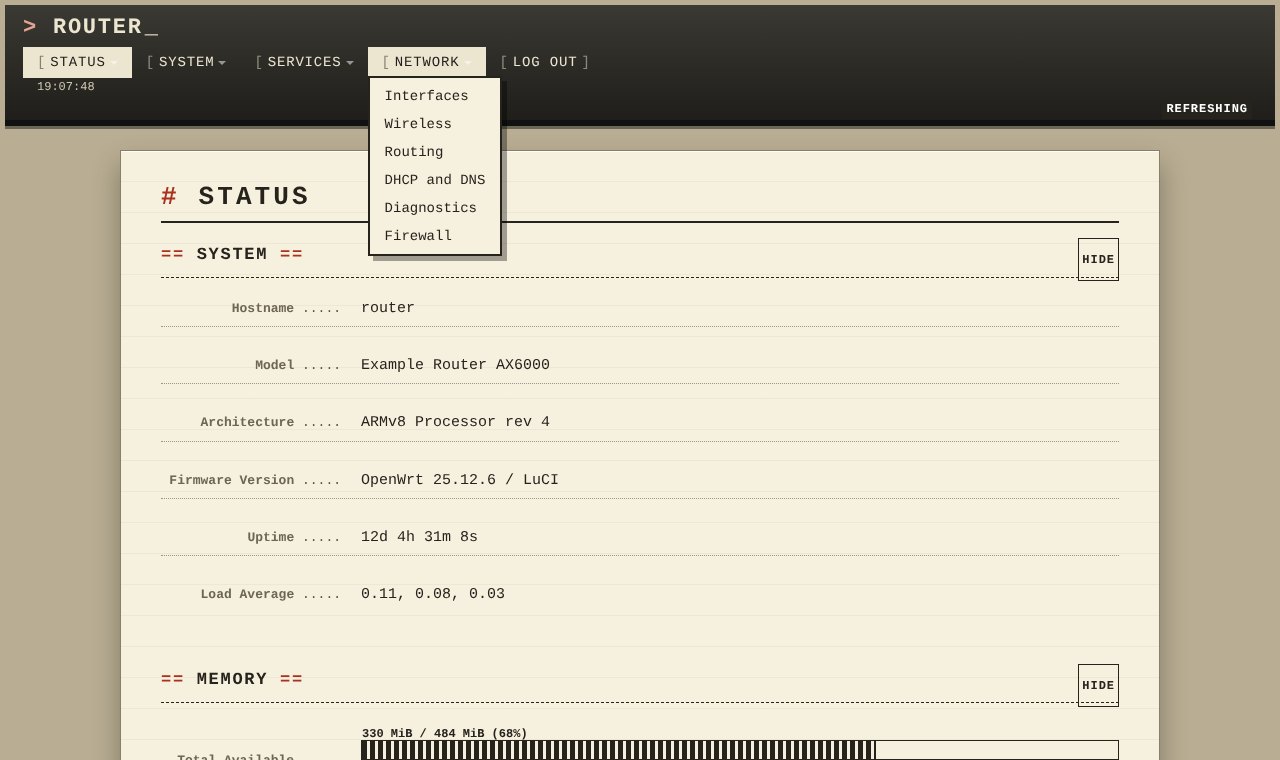 > ROUTER_
[ STATUS [ SYSTEM [ SERVICES [ NETWORK [ LOG OUT ]
19:07:48
REFRESHING
Interfaces
Wireless
Routing
DHCP and DNS
Diagnostics
Firewall
# STATUS
== SYSTEM ==
HIDE
Hostname ..... router
Model ..... Example Router AX6000
Architecture ..... ARMv8 Processor rev 4
Firmware Version ..... OpenWrt 25.12.6 / LuCI
Uptime ..... 12d 4h 31m 8s
Load Average ..... 0.11, 0.08, 0.03
== MEMORY ==
HIDE
330 MiB / 484 MiB (68%)
Total Available